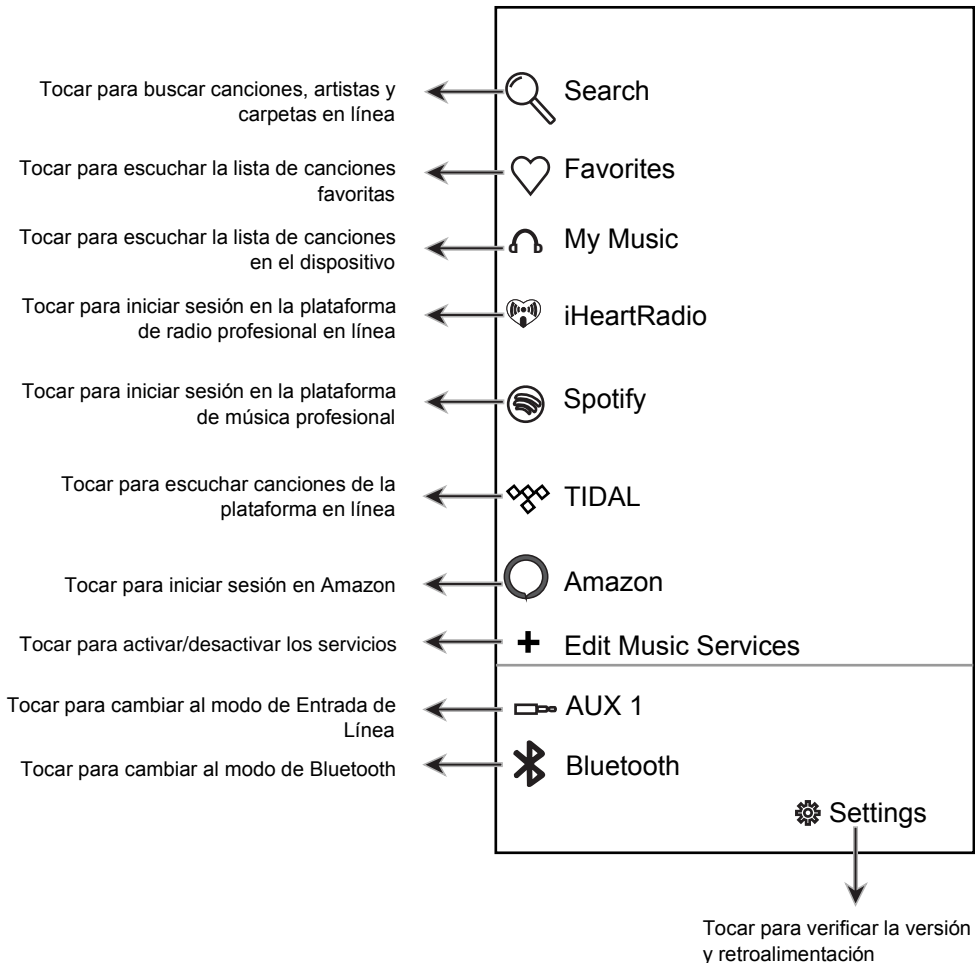 Tocar para buscar canciones, artistas y
carpetas en línea
Search
Tocar para escuchar la lista de canciones
favoritas
Favorites
Tocar para escuchar la lista de canciones
en el dispositivo
My Music
Tocar para iniciar sesión en la plataforma
de radio profesional en línea
iHeartRadio
Tocar para iniciar sesión en la plataforma
de música profesional
Spotify
Tocar para escuchar canciones de la
plataforma en línea
TIDAL
Tocar para iniciar sesión en Amazon
Amazon
Tocar para activar/desactivar los servicios
Edit Music Services
Tocar para cambiar al modo de Entrada de
Línea
AUX 1
Tocar para cambiar al modo de Bluetooth
Bluetooth
Settings
Tocar para verificar la versión
y retroalimentación